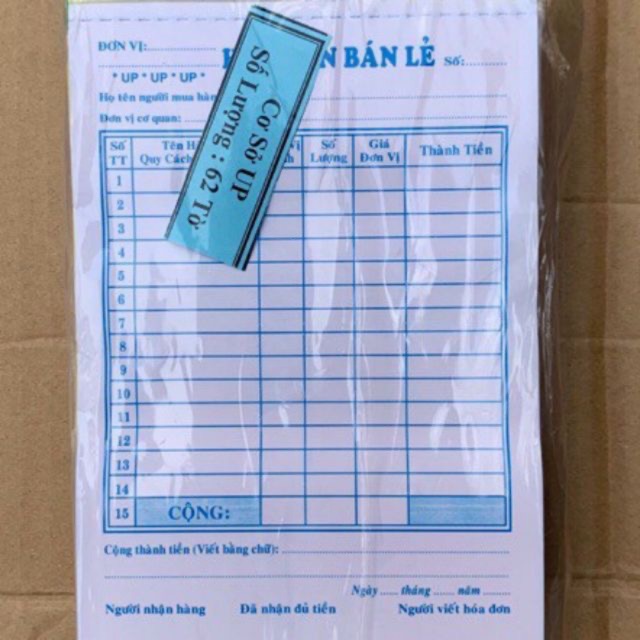 ĐƠN VỊ:
N BÁN LẺ Số:
* UP * UP * UP *
Họ tên người mua hàn
Đơn vị cơ quan:
Cơ Sở UP
Số Lượng : 62 Tờ
Số TT Tên H Quy Cách Số Lượng Giá Đơn Vị Thành Tiền
1
2
3
4
5
6
7
8
9
10
11
12
13
14
15 CỘNG:
Cộng thành tiền (Viết bằng chữ):
Ngày ..... tháng ..... năm ........
Người nhận hàng Đã nhận đủ tiền Người viết hóa đơn